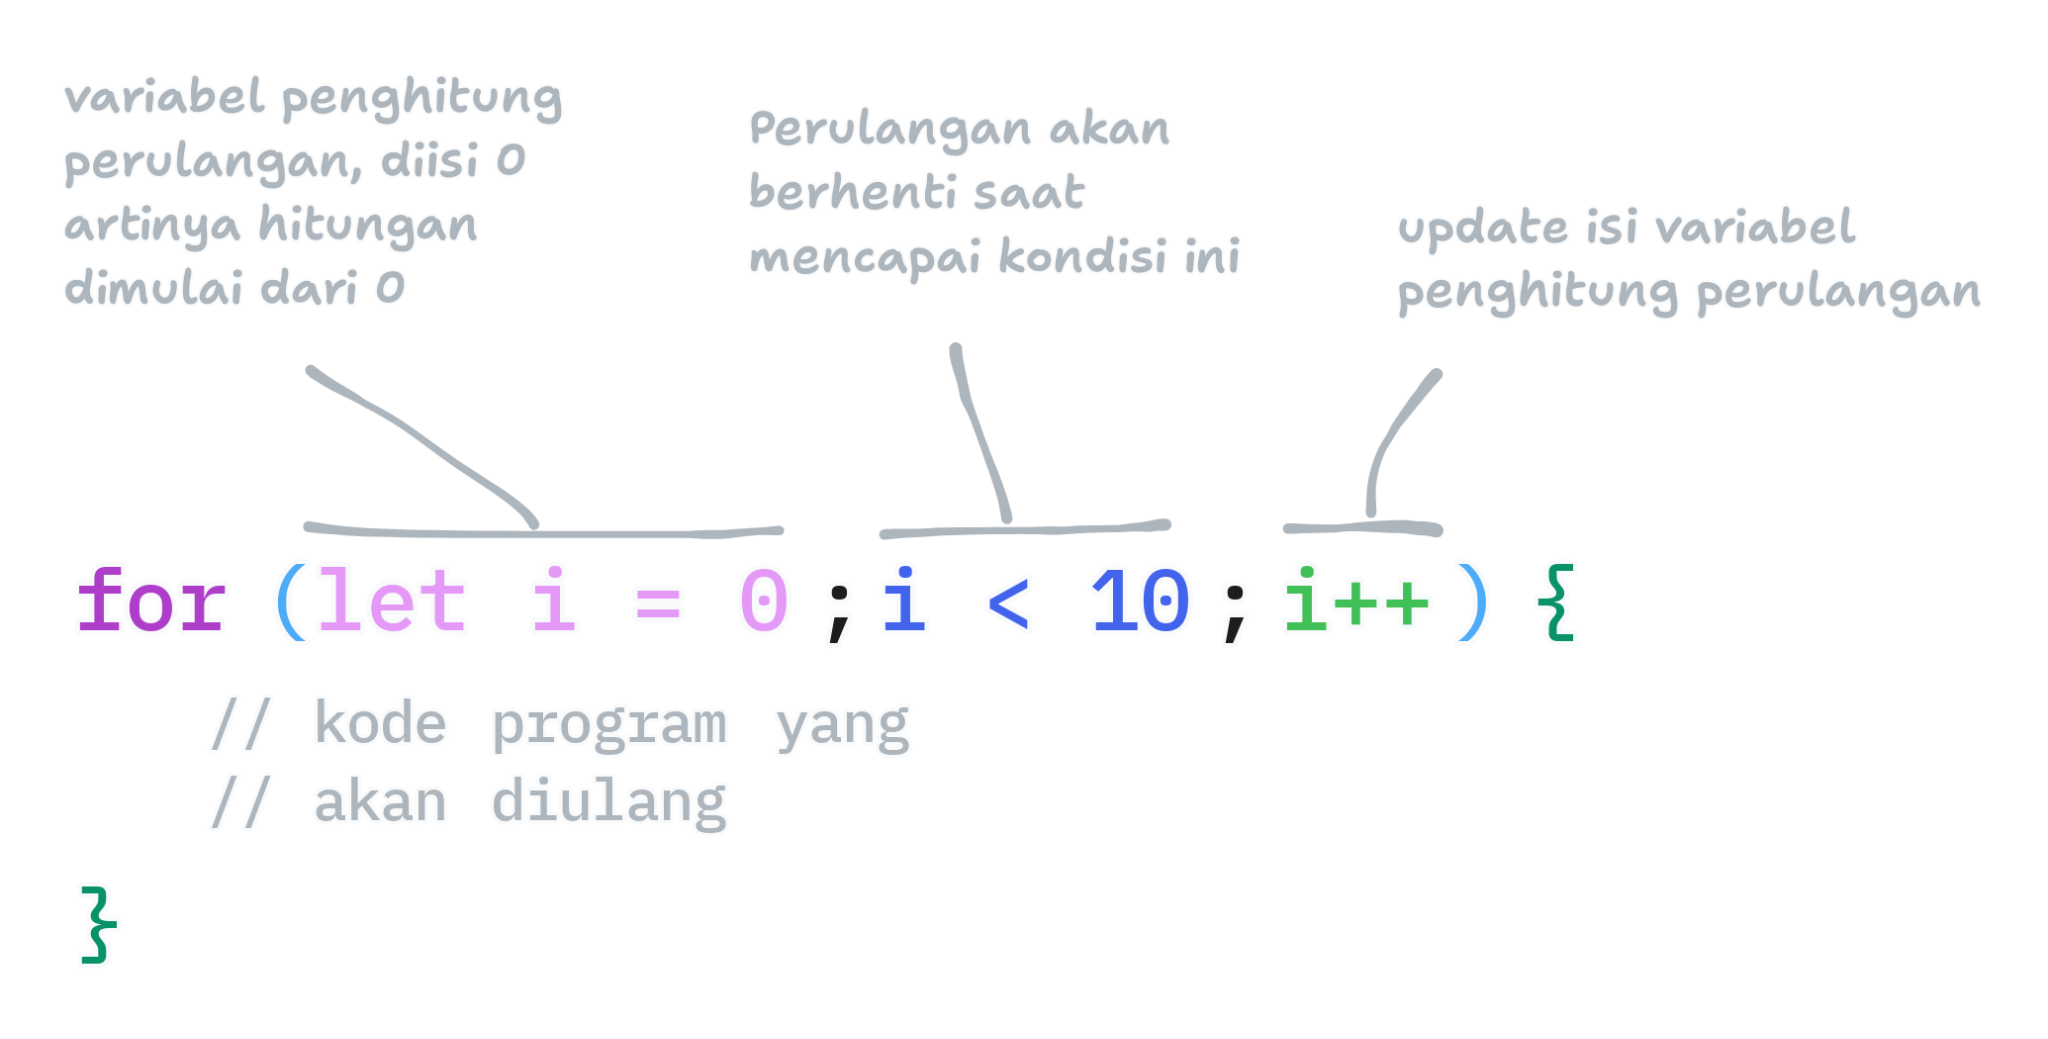 variabel penghitung
perulangan, diisi 0
artinya hitungan
dimulai dari 0
Perulangan akan
berhenti saat
mencapai kondisi ini
update isi variabel
penghitung perulangan
for (let i = 0 ; i < 10 ; i++ ) {
// kode program yang
// akan diulang
}